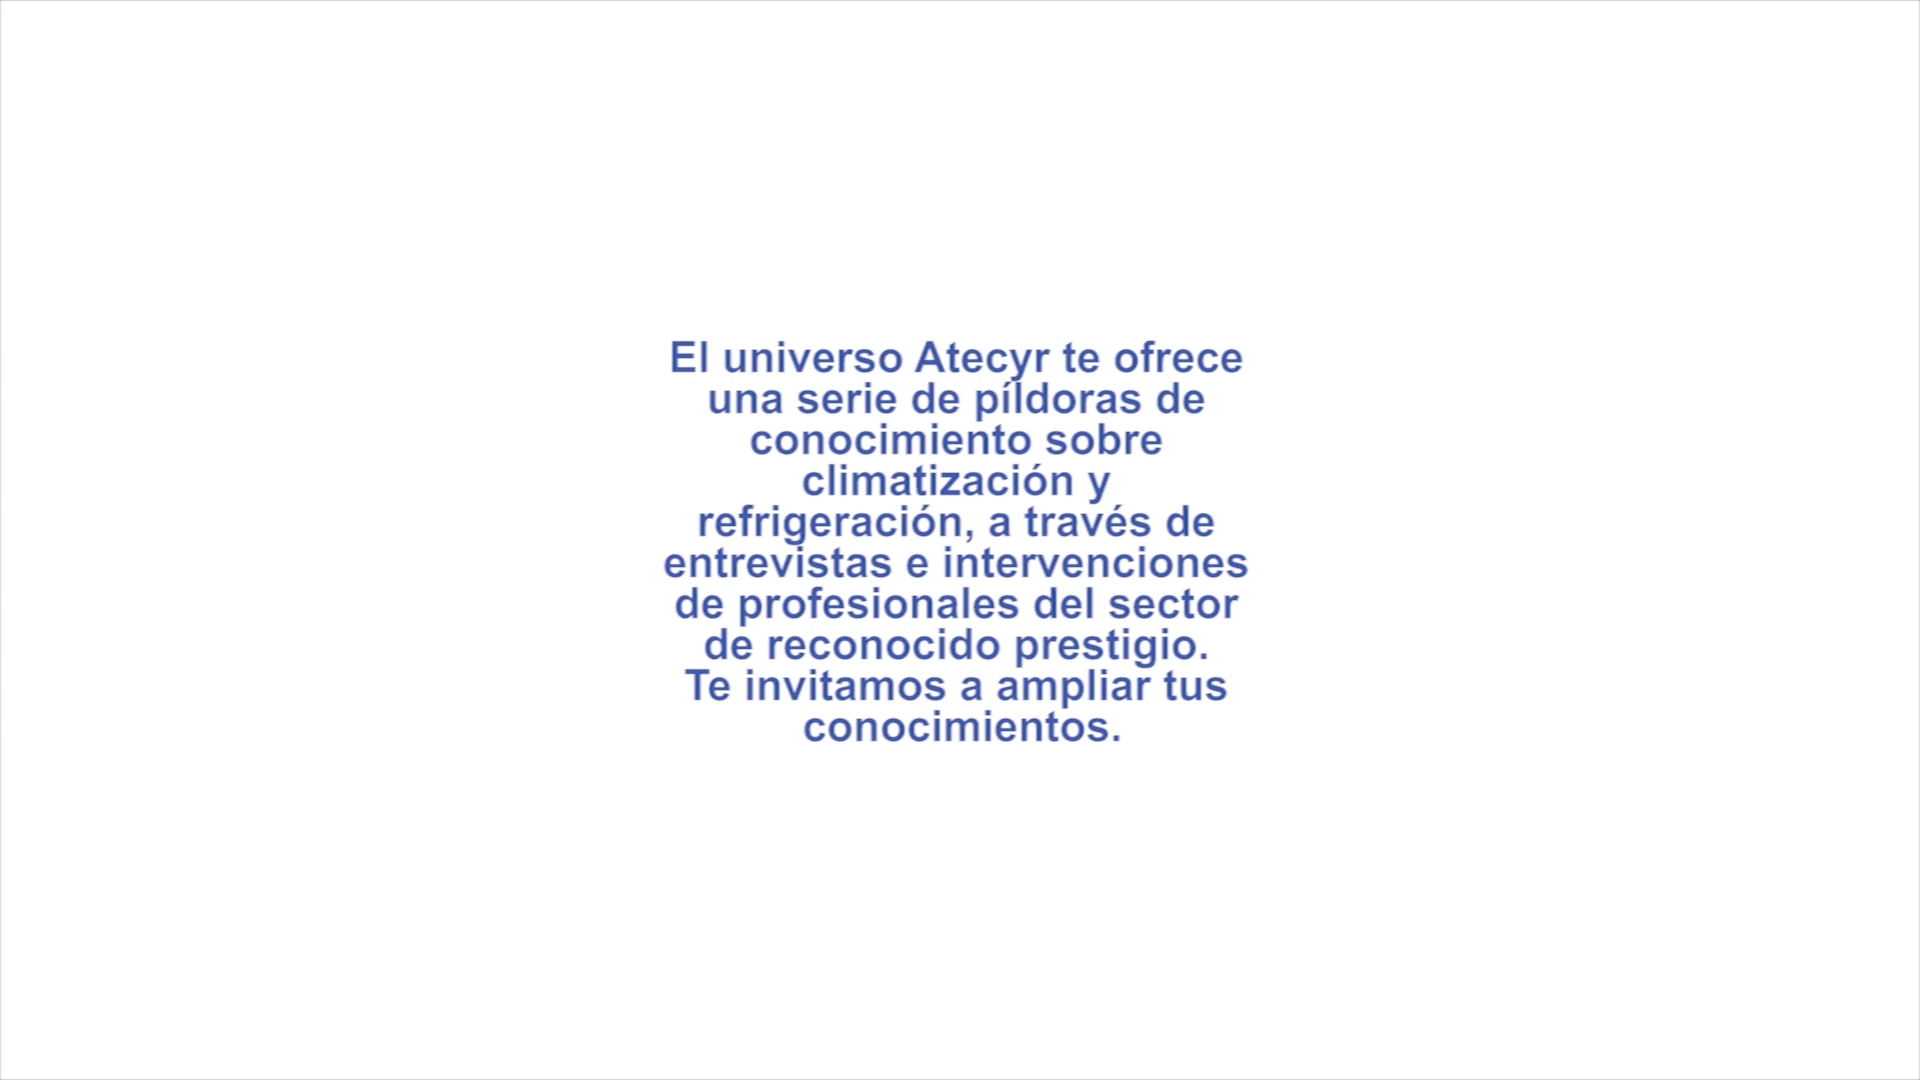 El universo Atecyr te ofrece
una serie de píldoras de
conocimiento sobre
climatización y
refrigeración, a través de
entrevistas e intervenciones
de profesionales del sector
de reconocido prestigio.
Te invitamos a ampliar tus
conocimientos.